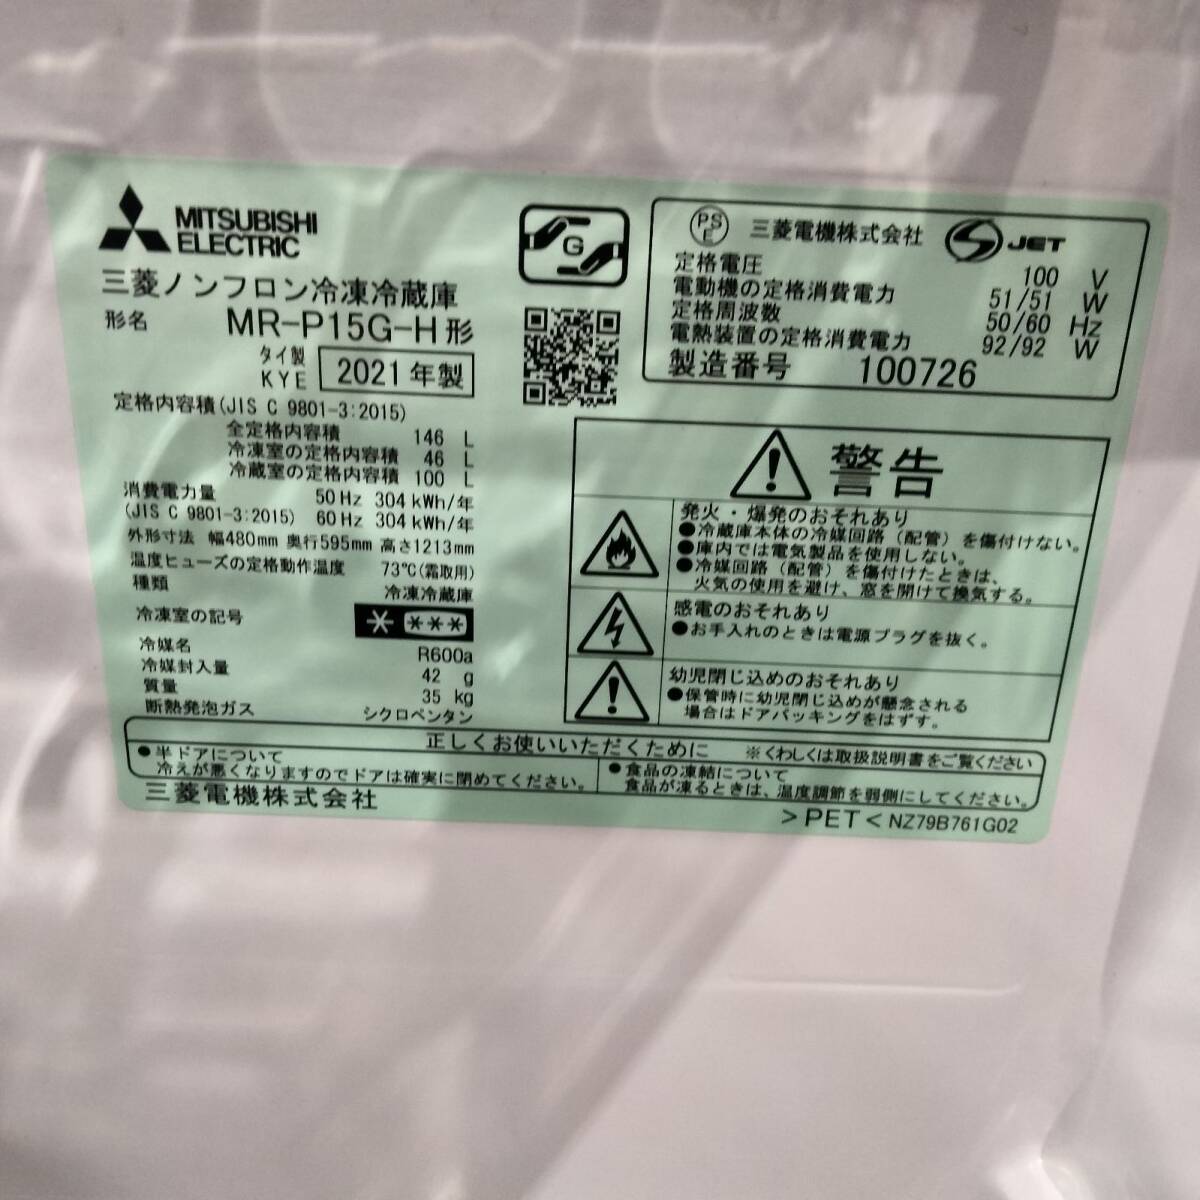 MITSUBISHI
ELECTRIC
三菱ノンフロン冷凍冷蔵庫
形名 MR-P15G-H形
タイ製
KYE 2021年製
定格内容積(JIS C 9801-3:2015)
全定格内容積 146 L
冷凍室の定格内容積 46 L
冷蔵室の定格内容積 100 L
消費電力量 50Hz 304kWh/年
(JIS C 9801-3:2015) 60Hz 304kWh/年
外形寸法 幅480mm 奥行595mm 高さ1213mm
温度ヒューズの定格動作温度 73℃(霜取用)
種類 冷凍冷蔵庫
冷凍室の記号 * ***
冷媒名 R600a
冷媒封入量 42 g
質量 35 kg
断熱発泡ガス シクロペンタン
G
PS
E 三菱電機株式会社 JET
定格電圧 100 V
電動機の定格消費電力 51/51 W
定格周波数 50/60 Hz
電熱装置の定格消費電力 92/92 W
製造番号 100726
警告
発火・爆発のおそれあり
●冷蔵庫本体の冷媒回路(配管)を傷付けない。
●庫内では電気製品を使用しない。
●冷媒回路(配管)を傷付けたときは、
火気の使用を避け、窓を開けて換気する。
感電のおそれあり
●お手入れのときは電源プラグを抜く。
幼児閉じ込めのおそれあり
●保管時に幼児閉じ込めが懸念される
場合はドアパッキングをはずす。
正しくお使いいただくために ※くわしくは取扱説明書をご覧ください
●半ドアについて
冷えが悪くなりますのでドアは確実に閉めてください。
●食品の凍結について
食品が凍るときは、温度調節を弱側にしてください。
三菱電機株式会社
>PET< NZ79B761G02